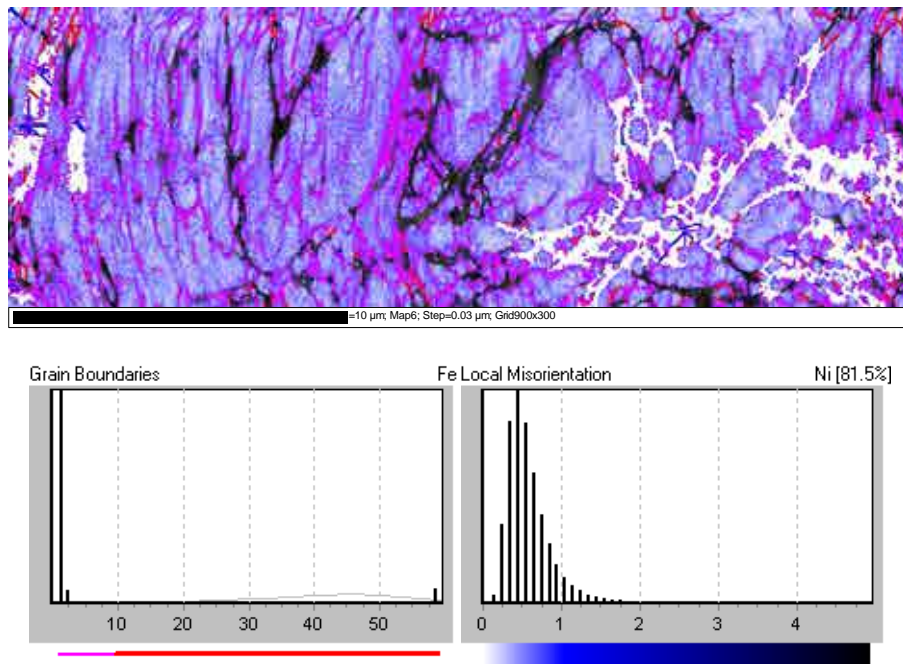 =10 µm; Map6; Step=0.03 µm; Grid900x300
Grain Boundaries
Fe Local Misorientation
Ni [81.5%]
10 20 30 40 50
0 1 2 3 4